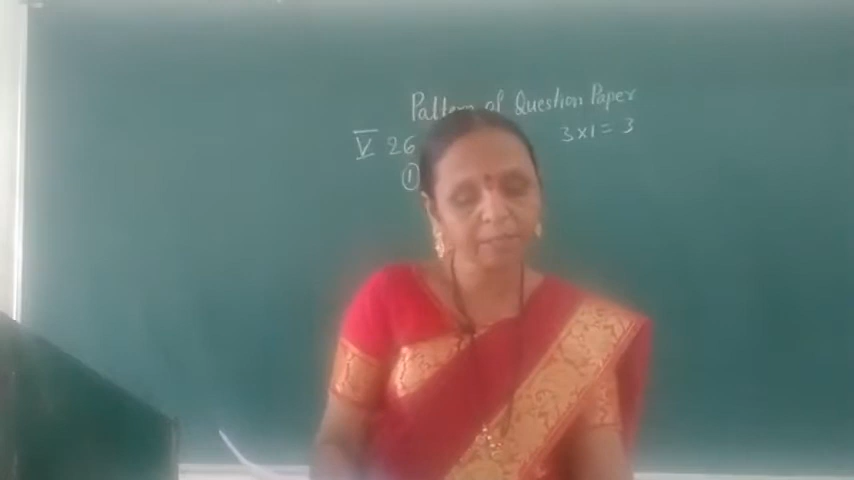 Pattern of Question Paper
V 26 3x1= 3
①